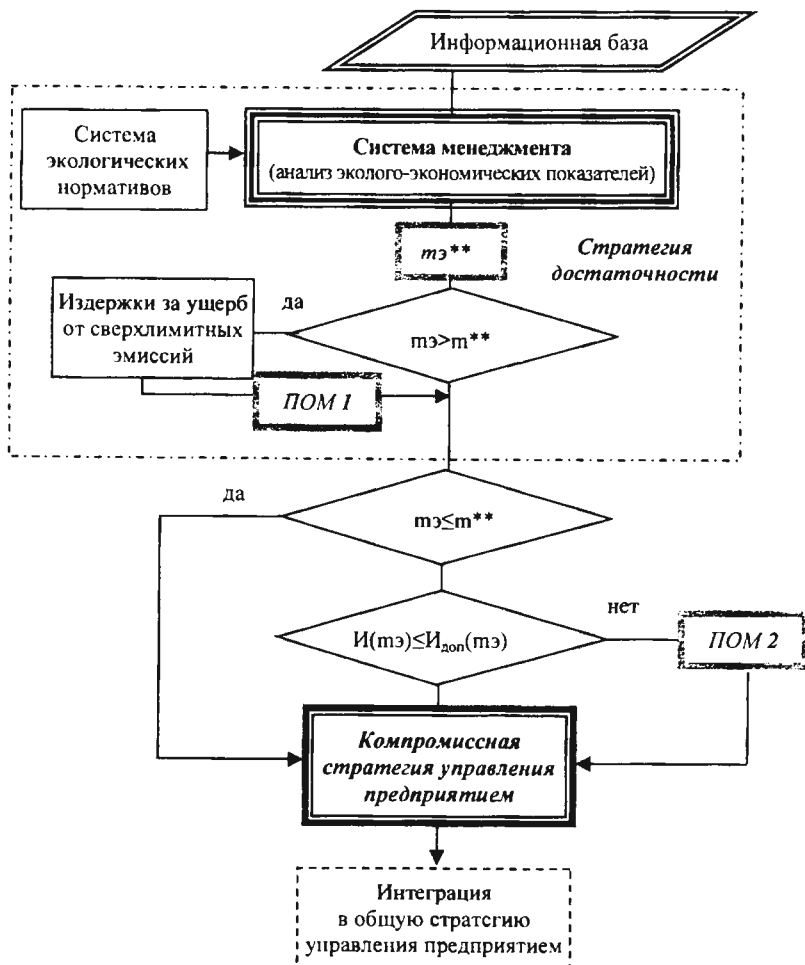 Информационная база
Система
экологических
нормативов
Система менеджмента
(анализ эколого-экономических показателей)
mэ**
Стратегия
достаточности
Издержки за ущерб
от сверхлимитных
эмиссий
да
mэ>m**
ПОМ 1
да
mэ≤m**
нет
И(mэ)≤Идоп(mэ)
ПОМ 2
Компромиссная
стратегия управления
предприятием
Интеграция
в общую стратегию
управления предприятием